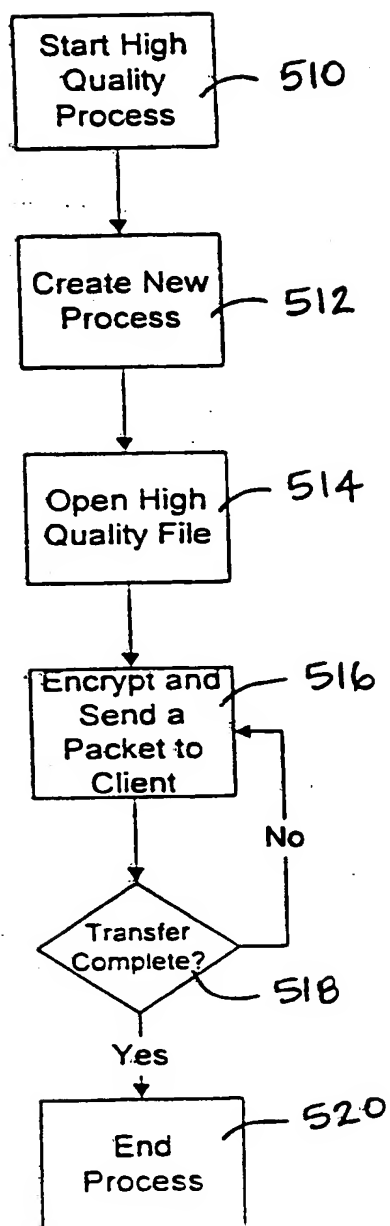 Start High
Quality
Process
510
Create New
Process
512
Open High
Quality File
514
Encrypt and
Send a
Packet to
Client
516
No
Transfer
Complete?
518
Yes
End
Process
520